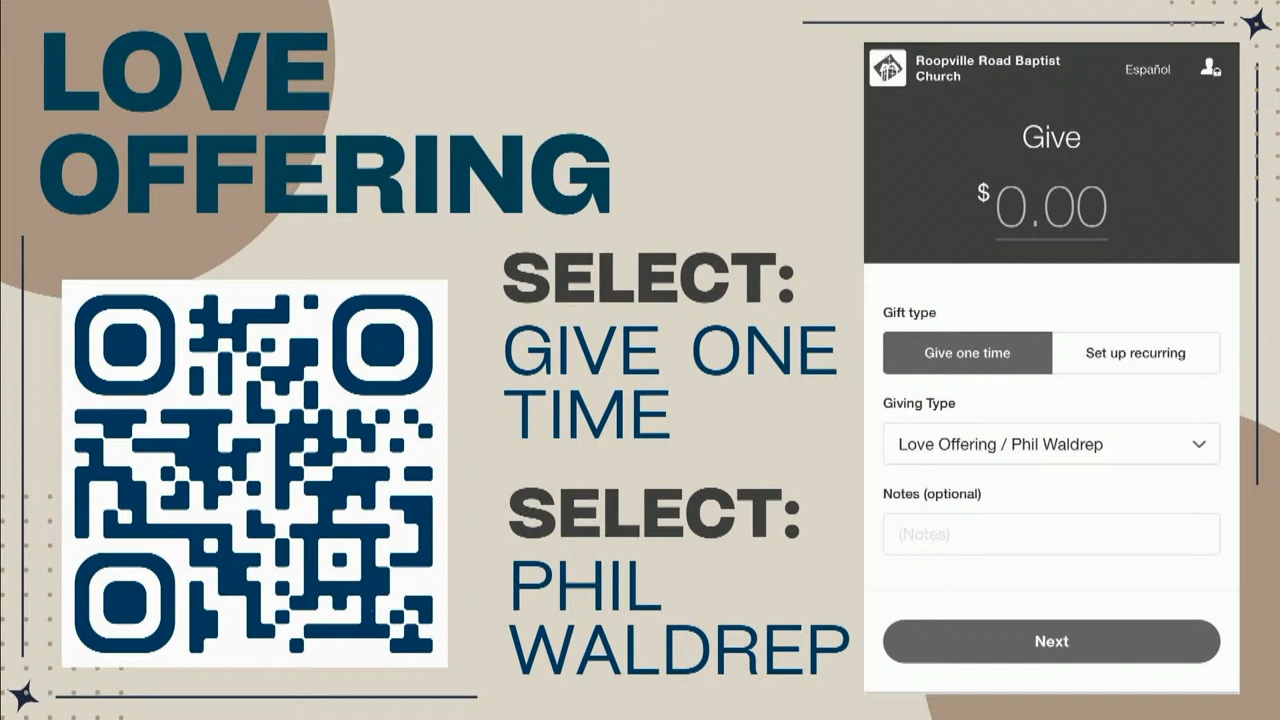 LOVE
OFFERING
SELECT:
GIVE ONE
TIME
SELECT:
PHIL
WALDREP
Roopville Road Baptist
Church
Español
Give
$0.00
Gift type
Give one time
Set up recurring
Giving Type
Love Offering / Phil Waldrep
Notes (optional)
(Notes)
Next